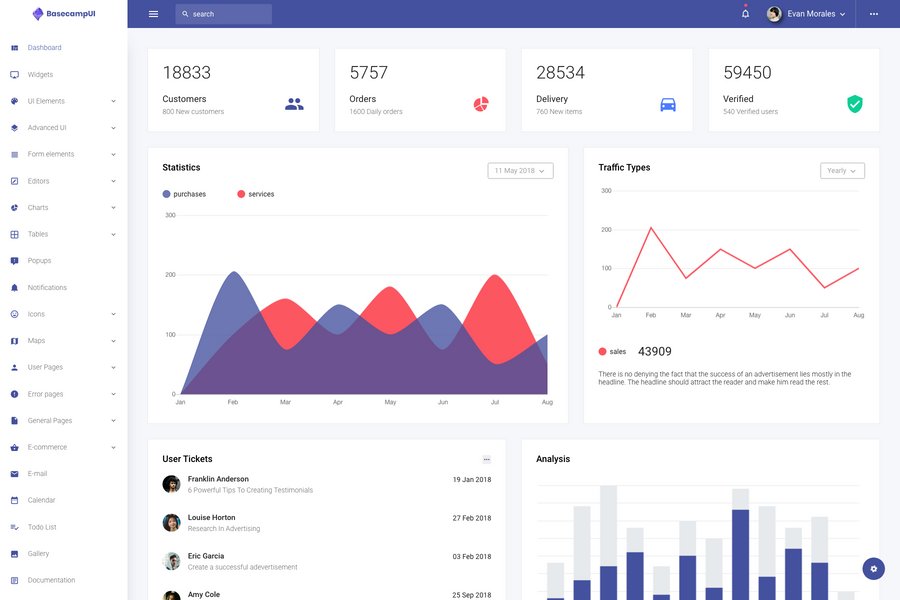 BasecampUI
search
Evan Morales
Dashboard
Widgets
UI Elements
Advanced UI
Form elements
Editors
Charts
Tables
Popups
Notifications
Icons
Maps
User Pages
Error pages
General Pages
E-commerce
E-mail
Calendar
Todo List
Gallery
Documentation
18833
Customers
800 New customers
5757
Orders
1600 Daily orders
28534
Delivery
760 New items
59450
Verified
540 Verified users
Statistics
11 May 2018
purchases
services
300
200
100
0
Jan Feb Mar Apr May Jun Jul Aug
Traffic Types
Yearly
300
200
100
0
Jan Feb Mar Apr May Jun Jul Aug
sales 43909
There is no denying the fact that the success of an advertisement lies mostly in the
headline. The headline should attract the reader and make him read the rest.
User Tickets
Franklin Anderson 19 Jan 2018
6 Powerful Tips To Creating Testimonials
Louise Horton 27 Feb 2018
Research In Advertising
Eric Garcia 03 Feb 2018
Create a successful adevertisement
Amy Cole 25 Sep 2018
Analysis